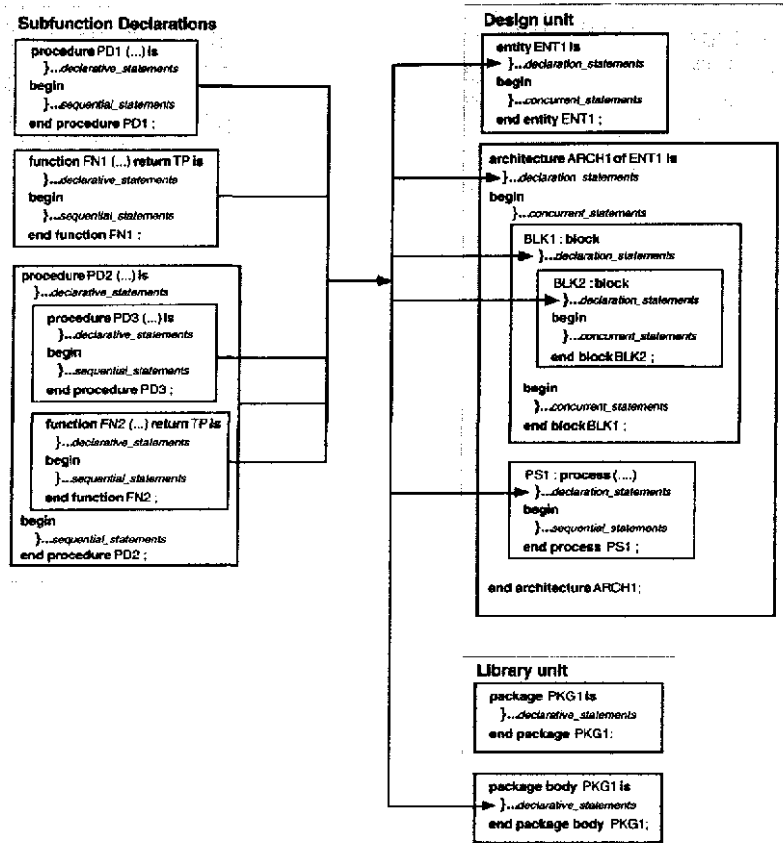 Subfunction Declarations
procedure PD1 (...) is
}...declarative_statements
begin
}...sequential_statements
end procedure PD1 ;
function FN1 (...) return TP is
}...declarative_statements
begin
}...sequential_statements
end function FN1 ;
procedure PD2 (...) is
}...declarative_statements
procedure PD3 (...) is
}...declarative_statements
begin
}...sequential_statements
end procedure PD3 ;
function FN2 (...) return TP is
}...declarative_statements
begin
}...sequential_statements
end function FN2 ;
begin
}...sequential_statements
end procedure PD2 ;
Design unit
entity ENT1 is
}...declaration_statements
begin
}...concurrent_statements
end entity ENT1 ;
architecture ARCH1 of ENT1 is
}...declaration_statements
begin
}...concurrent_statements
BLK1 : block
}...declaration_statements
BLK2 : block
}...declaration_statements
begin
}...concurrent_statements
end block BLK2 ;
begin
}...concurrent_statements
end block BLK1 ;
PS1 : process (....)
}...declaration_statements
begin
}...sequential_statements
end process PS1 ;
end architecture ARCH1;
Library unit
package PKG1 is
}...declarative_statements
end package PKG1;
package body PKG1 is
}...declarative_statements
end package body PKG1;